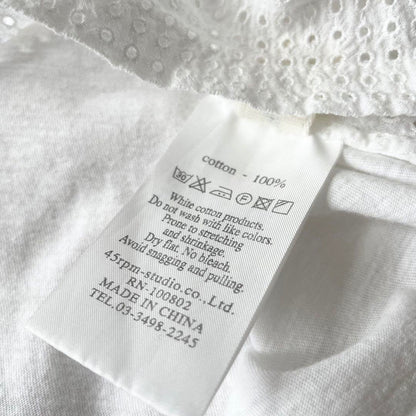 cotton - 100%
White cotton products.
Do not wash with like colors.
Prone to stretching
and shrinkage.
Dry flat. No bleach.
Avoid snagging and pulling.
45rpm-studio co., Ltd.
RN-100802
MADE IN CHINA
TEL.03-3498-2245